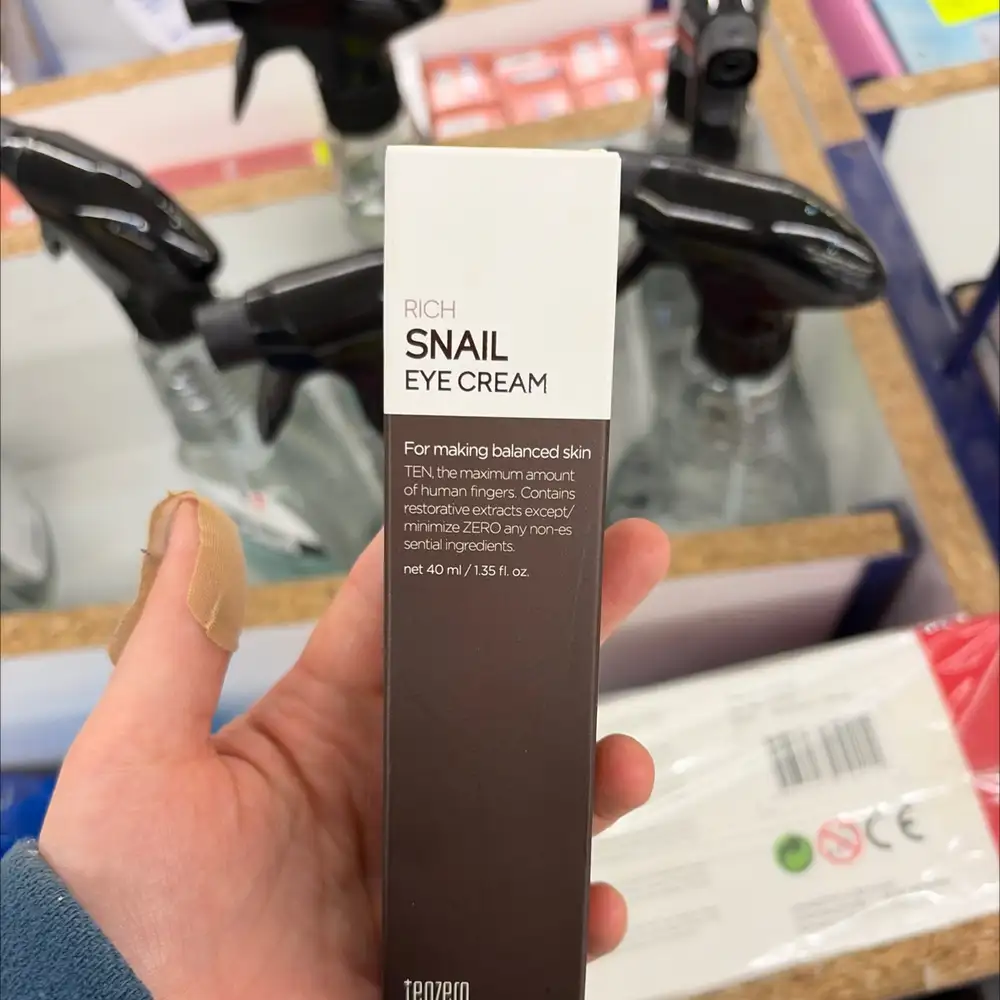 RICH
SNAIL
EYE CREAM
For making balanced skin
TEN, the maximum amount
of human fingers. Contains
restorative extracts except/
minimize ZERO any non-es
sential ingredients.
net 40 ml / 1.35 fl. oz.
tenzero
CE